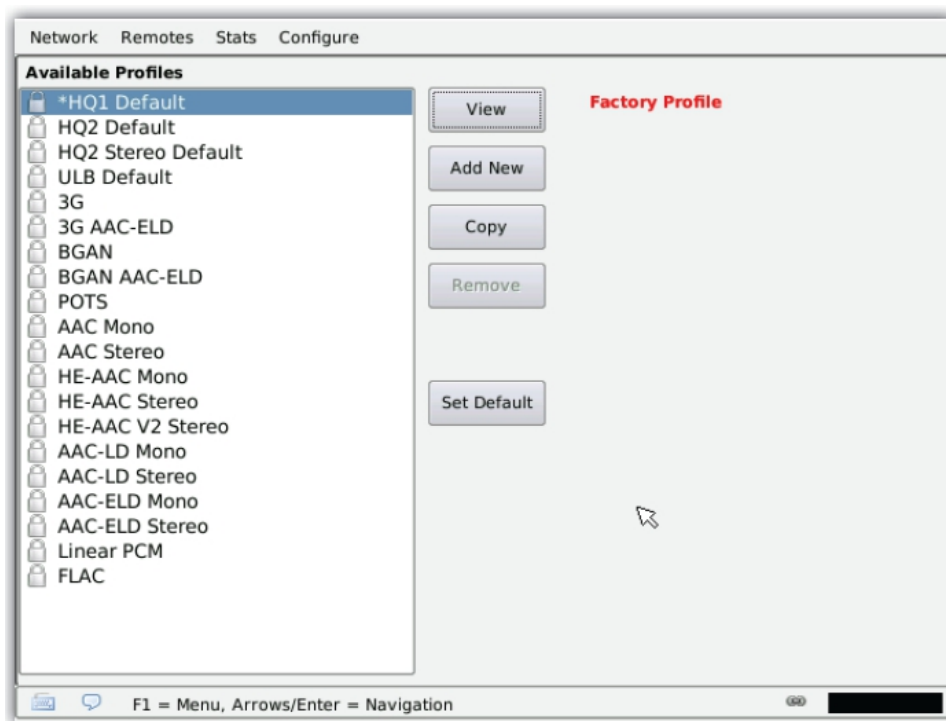 Network Remotes Stats Configure
Available Profiles
*HQ1 Default
HQ2 Default
HQ2 Stereo Default
ULB Default
3G
3G AAC-ELD
BGAN
BGAN AAC-ELD
POTS
AAC Mono
AAC Stereo
HE-AAC Mono
HE-AAC Stereo
HE-AAC V2 Stereo
AAC-LD Mono
AAC-LD Stereo
AAC-ELD Mono
AAC-ELD Stereo
Linear PCM
FLAC
View
Add New
Copy
Remove
Set Default
Factory Profile
F1 = Menu, Arrows/Enter = Navigation